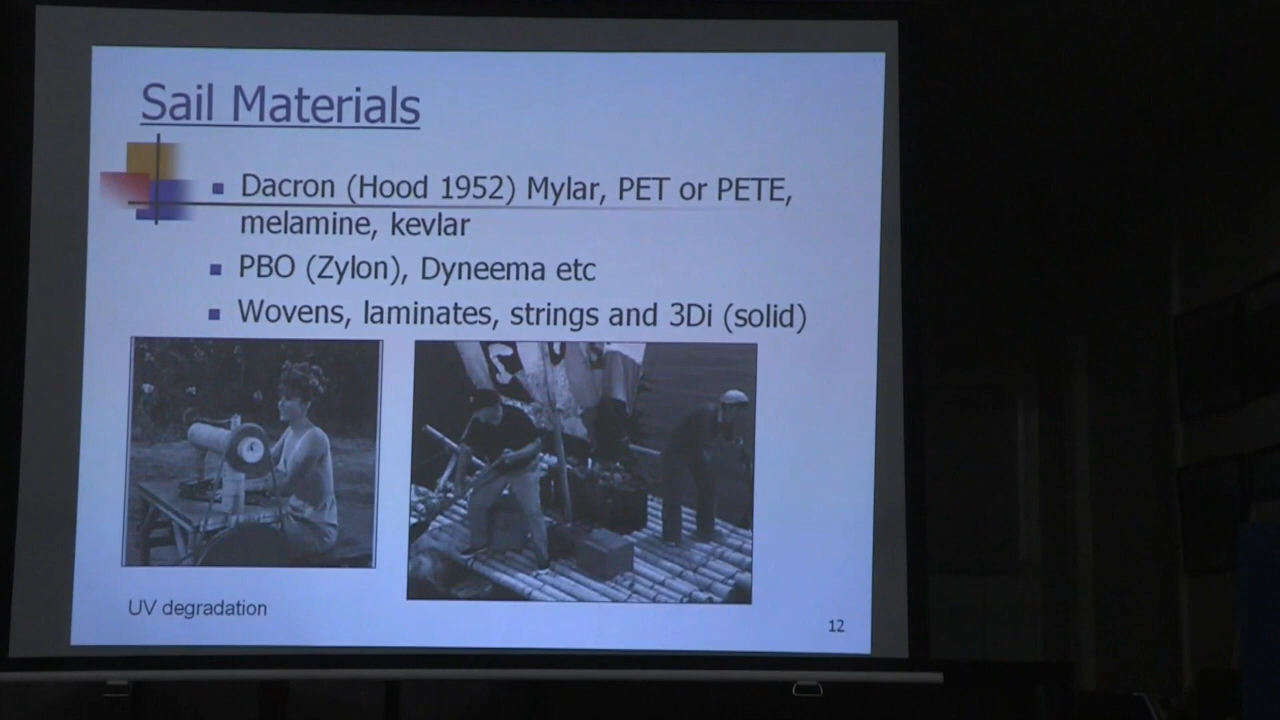 Sail Materials
Dacron (Hood 1952) Mylar, PET or PETE,
melamine, kevlar
PBO (Zylon), Dyneema etc
Wovens, laminates, strings and 3Di (solid)
UV degradation
12